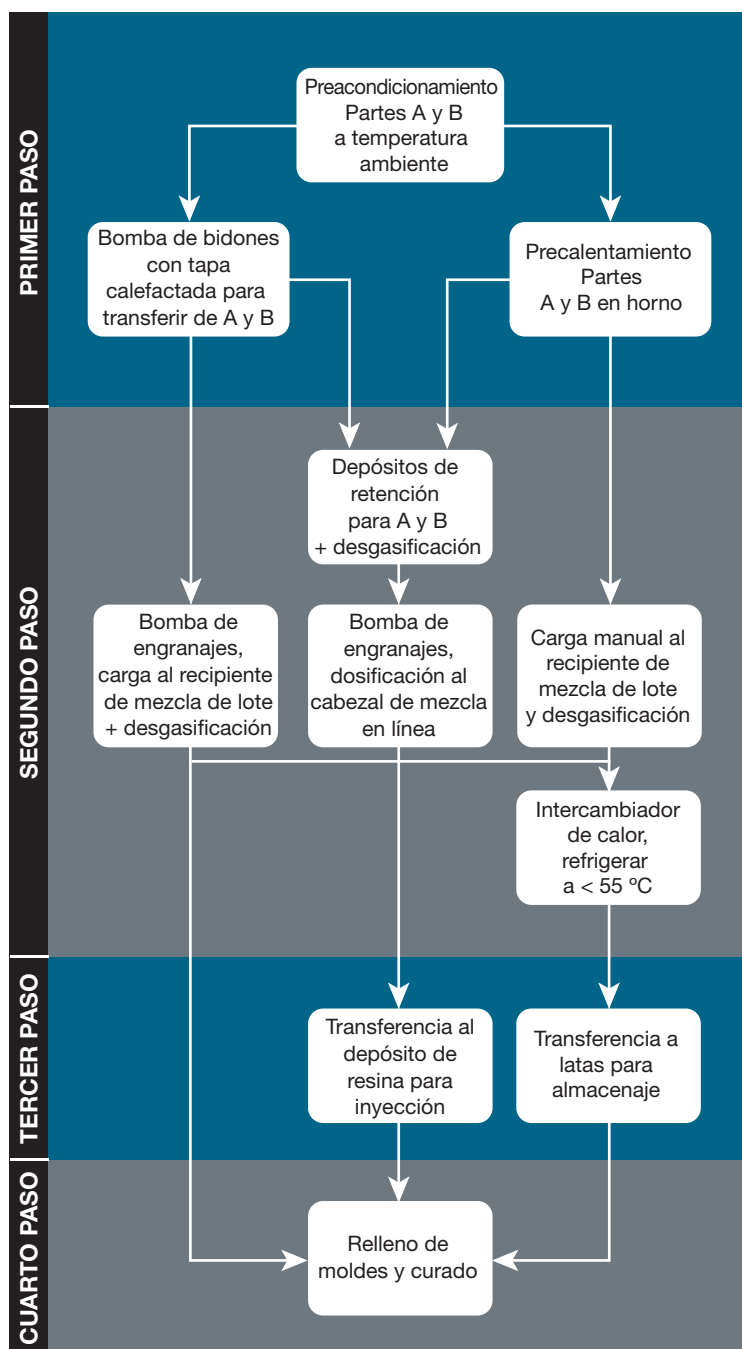 PRIMER PASO
Preacondicionamiento
Partes A y B
a temperatura
ambiente
Bomba de bidones
con tapa
calefactada para
transferir de A y B
Precalentamiento
Partes
A y B en horno
SEGUNDO PASO
Depósitos de
retención
para A y B
+ desgasificación
Bomba de
engranajes,
carga al recipiente
de mezcla de lote
+ desgasificación
Bomba de
engranajes,
dosificación al
cabezal de mezcla
en línea
Carga manual al
recipiente de
mezcla de lote
y desgasificación
Intercambiador
de calor,
refrigerar
a < 55 ºC
TERCER PASO
Transferencia al
depósito de
resina para
inyección
Transferencia a
latas para
almacenaje
CUARTO PASO
Relleno de
moldes y curado